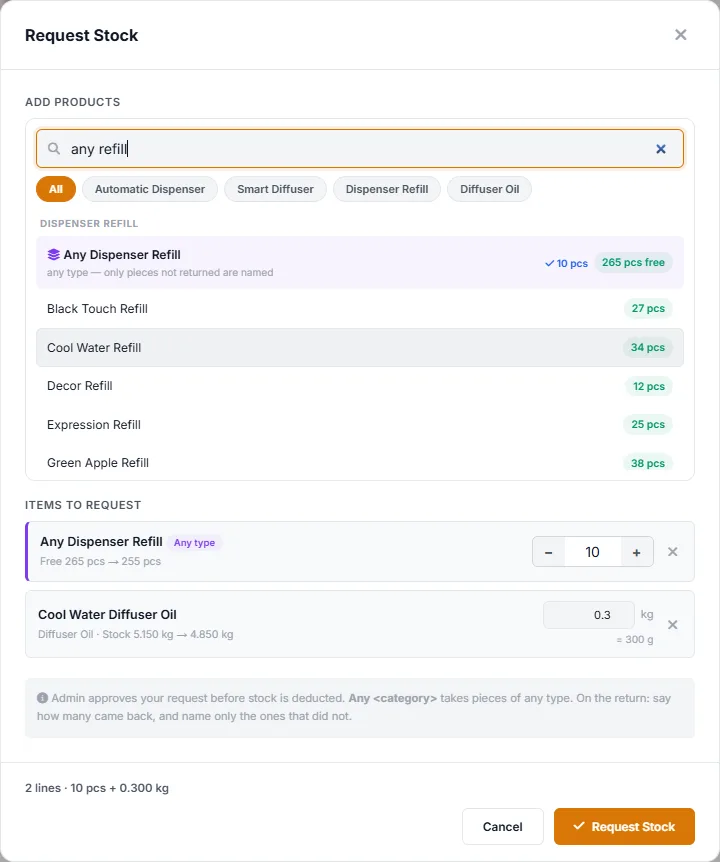 Request Stock
ADD PRODUCTS
any refill
All Automatic Dispenser Smart Diffuser Dispenser Refill Diffuser Oil
DISPENSER REFILL
Any Dispenser Refill
any type — only pieces not returned are named
10 pcs 265 pcs free
Black Touch Refill 27 pcs
Cool Water Refill 34 pcs
Decor Refill 12 pcs
Expression Refill 25 pcs
Green Apple Refill 38 pcs
ITEMS TO REQUEST
Any Dispenser Refill Any type
Free 265 pcs → 255 pcs
− 10 +
Cool Water Diffuser Oil
Diffuser Oil · Stock 5.150 kg → 4.850 kg
0.3 kg
= 300 g
Admin approves your request before stock is deducted. Any <category> takes pieces of any type. On the return: say
how many came back, and name only the ones that did not.
2 lines · 10 pcs + 0.300 kg
Cancel Request Stock